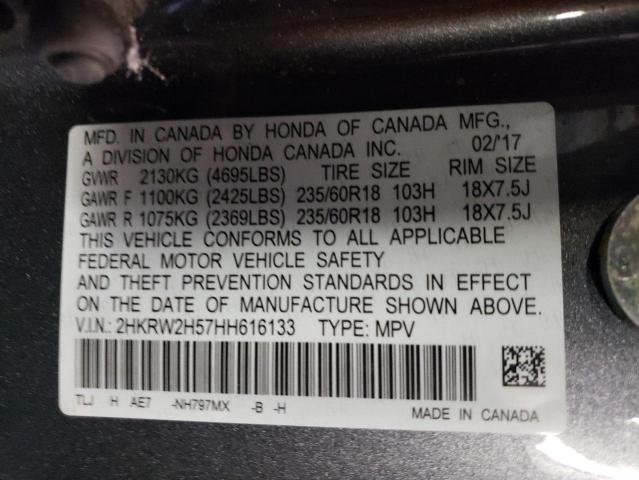 MFD. IN CANADA BY HONDA OF CANADA MFG.,
A DIVISION OF HONDA CANADA INC. 02/'17
GVWR 2130KG (4695LBS) TIRE SIZE RIM SIZE
GAWR F 1100KG (2425LBS) 235/60R18 103H 18X7.5J
GAWR R 1075KG (2369LBS) 235/60R18 103H 18X7.5J
THIS VEHICLE CONFORMS TO ALL APPLICABLE
FEDERAL MOTOR VEHICLE SAFETY
AND THEFT PREVENTION STANDARDS IN EFFECT
ON THE DATE OF MANUFACTURE SHOWN ABOVE.
V.I.N.: 2HKRW2H57HH616133 TYPE: MPV
TLJ H AE7 -NH797MX -B -H
MADE IN CANADA